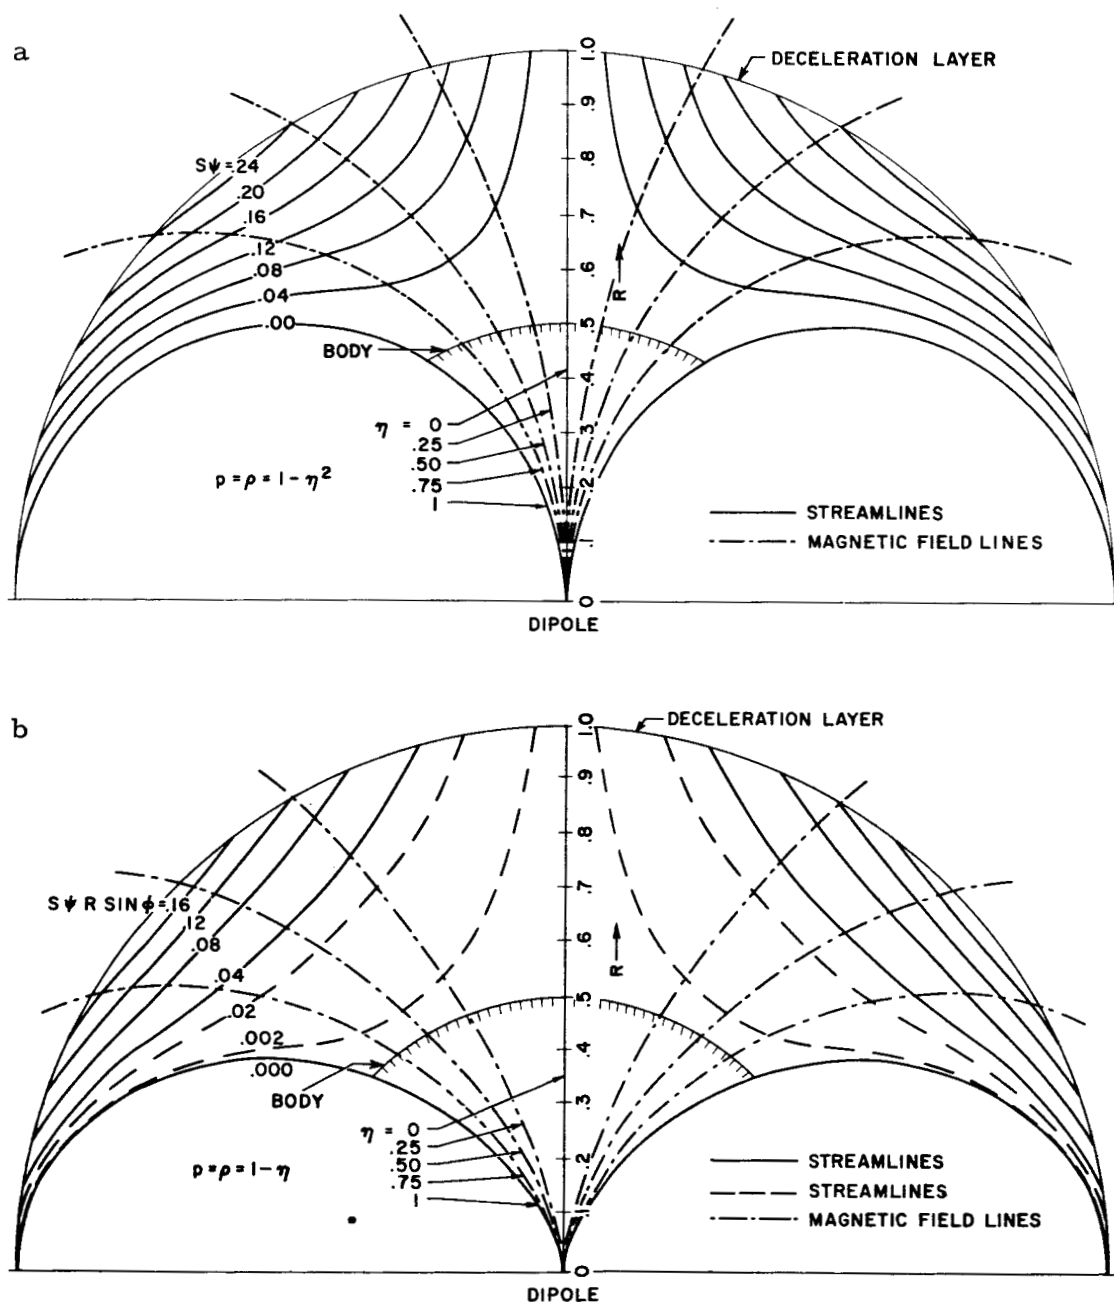 a
DECELERATION LAYER
1.0
.9
.8
.7
.6
.5
.4
.3
.2
.1
0
Sψ = .24
.20
.16
.12
.08
.04
.00
R
BODY
η = 0
.25
.50
.75
1
p = ρ = 1 - η²
STREAMLINES
MAGNETIC FIELD LINES
DIPOLE
b
DECELERATION LAYER
1.0
.9
.8
.7
.6
.5
.4
.3
.2
.1
0
Sψ R SIN ϕ = .16
.12
.08
.04
.02
.002
.000
R
BODY
η = 0
.25
.50
.75
1
p = ρ = 1 - η
STREAMLINES
STREAMLINES
MAGNETIC FIELD LINES
DIPOLE